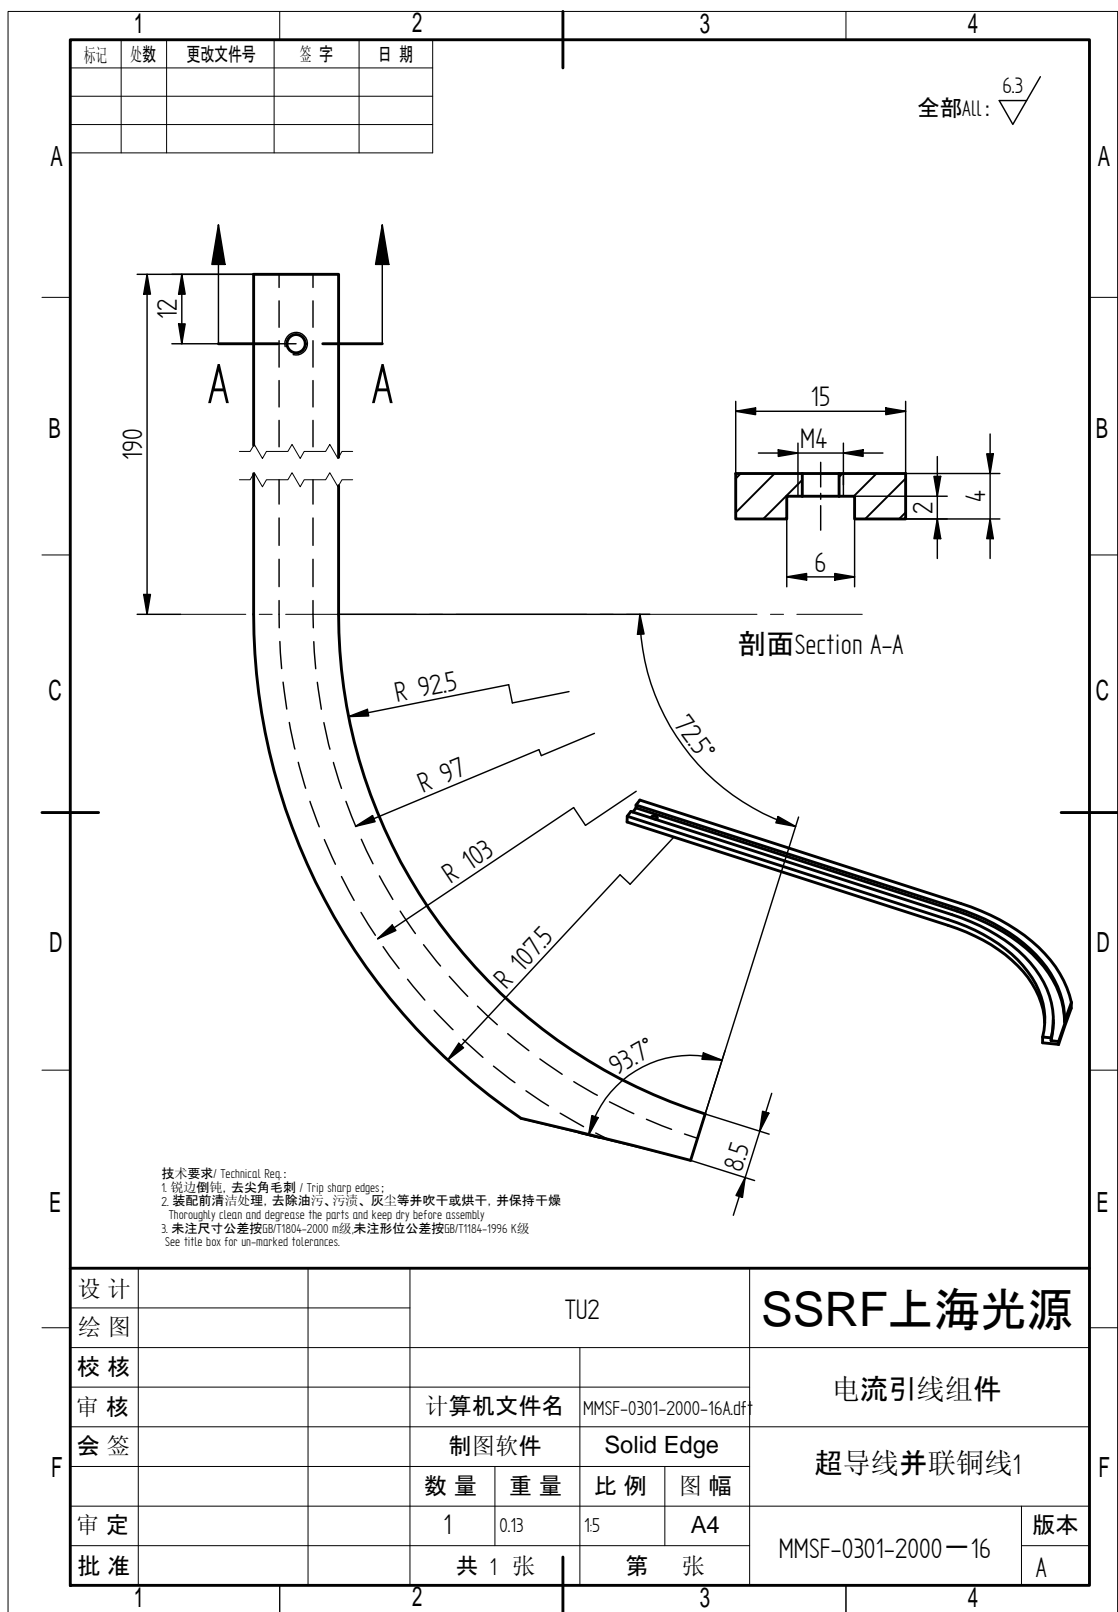 1 2 3 4
标记 处数 更改文件号 签 字 日 期
6.3
全部All:
A A
12
A A
15
B B
190
M4
2 4
6
剖面Section A-A
C C
R 92.5
72.5°
R 97
R 103
D D
R 107.5
93.7°
8.5
技术要求/ Technical Req.:
1. 锐边倒钝, 去尖角毛刺 / Trip sharp edges;
2. 装配前清洁处理, 去除油污、污渍、灰尘等并吹干或烘干, 并保持干燥
Thoroughly clean and degrease the parts and keep dry before assembly
3. 未注尺寸公差按GB/T1804-2000 m级,未注形位公差按GB/T1184-1996 K级
See title box for un-marked tolerances.
E E
设 计
TU2
SSRF上海光源
绘 图
校 核
电流引线组件
审 核
计算机文件名 MMSF-0301-2000-16A.dft
会 签
制图软件 Solid Edge
超导线并联铜线1
F F
数 量 重 量 比 例 图 幅
审 定
1 0.13 1:5 A4
MMSF-0301-2000—16
版本
批 准
共 1 张 第 张
A
1 2 3 4